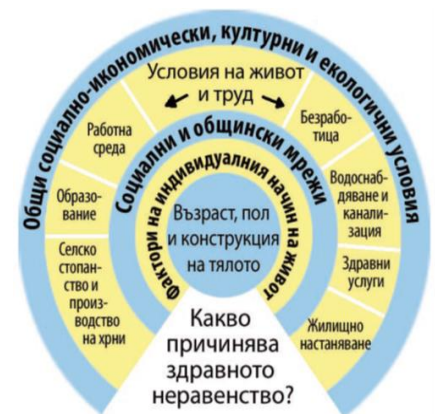 Общи социално-икономически, културни и екологични условия
Условия на живот
и труд
Работна
среда
Образо-
вание
Селско
стопан-
ство и
произ-
водство
на хрни
Безрабо-
тица
Водоснаб-
дяване и
канали-
зация
Здравни
услуги
Жилищно
настаняване
Социални и общински мрежи
Фактори на индивидуалния начин на живот
Възраст, пол
и конструкция
на тялото
Какво
причинява
здравното
неравенство?